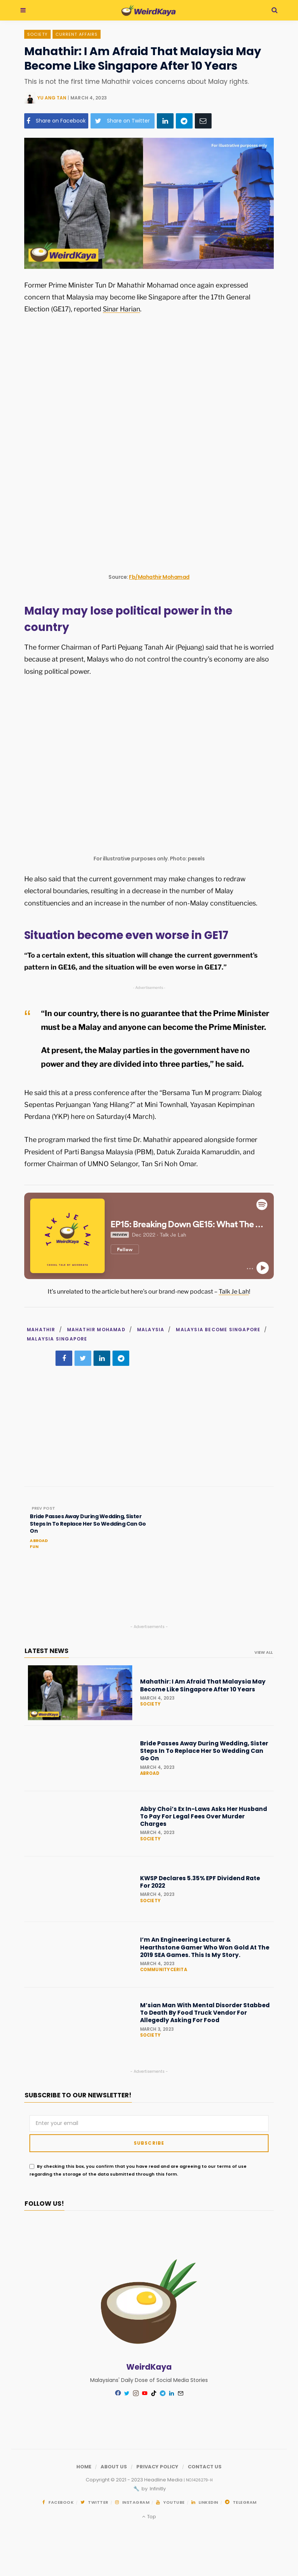 WeirdKaya
SOCIETY
CURRENT AFFAIRS
Mahathir: I Am Afraid That Malaysia May
Become Like Singapore After 10 Years
This is not the first time Mahathir voices concerns about Malay rights.
YU ANG TAN | MARCH 4, 2023
Share on Facebook
Share on Twitter
For illustration purposes only
WeirdKaya
Former Prime Minister Tun Dr Mahathir Mohamad once again expressed
concern that Malaysia may become like Singapore after the 17th General
Election (GE17), reported Sinar Harian.
Source: Fb/Mahathir Mohamad
Malay may lose political power in the
country
The former Chairman of Parti Pejuang Tanah Air (Pejuang) said that he is worried
because at present, Malays who do not control the country's economy are also
losing political power.
For illustrative purposes only. Photo: pexels
He also said that the current government may make changes to redraw
electoral boundaries, resulting in a decrease in the number of Malay
constituencies and an increase in the number of non-Malay constituencies.
Situation become even worse in GE17
“To a certain extent, this situation will change the current government's
pattern in GE16, and the situation will be even worse in GE17.”
- Advertisements -
“In our country, there is no guarantee that the Prime Minister
must be a Malay and anyone can become the Prime Minister.
At present, the Malay parties in the government have no
power and they are divided into three parties,” he said.
He said this at a press conference after the “Bersama Tun M program: Dialog
Sepentas Perjuangan Yang Hilang?” at Mini Townhall, Yayasan Kepimpinan
Perdana (YKP) here on Saturday(4 March).
The program marked the first time Dr. Mahathir appeared alongside former
President of Parti Bangsa Malaysia (PBM), Datuk Zuraida Kamaruddin, and
former Chairman of UMNO Selangor, Tan Sri Noh Omar.
TALK JE LAH
WeirdKaya
EP15: Breaking Down GE15: What The ...
PREVIEW Dec 2022 · Talk Je Lah
Follow
It's unrelated to the article but here's our brand-new podcast – Talk Je Lah!
MAHATHIR / MAHATHIR MOHAMAD / MALAYSIA / MALAYSIA BECOME SINGAPORE /
MALAYSIA SINGAPORE
PREV POST
Bride Passes Away During Wedding, Sister
Steps In To Replace Her So Wedding Can Go
On
ABROAD
FUN
- Advertisements -
LATEST NEWS
VIEW ALL
WeirdKaya
Mahathir: I Am Afraid That Malaysia May
Become Like Singapore After 10 Years
MARCH 4, 2023
SOCIETY
Bride Passes Away During Wedding, Sister
Steps In To Replace Her So Wedding Can
Go On
MARCH 4, 2023
ABROAD
Abby Choi's Ex In-Laws Asks Her Husband
To Pay For Legal Fees Over Murder
Charges
MARCH 4, 2023
SOCIETY
KWSP Declares 5.35% EPF Dividend Rate
For 2022
MARCH 4, 2023
SOCIETY
I'm An Engineering Lecturer &
Hearthstone Gamer Who Won Gold At The
2019 SEA Games. This Is My Story.
MARCH 4, 2023
COMMUNITYCERITA
M'sian Man With Mental Disorder Stabbed
To Death By Food Truck Vendor For
Allegedly Asking For Food
MARCH 3, 2023
SOCIETY
- Advertisements -
SUBSCRIBE TO OUR NEWSLETTER!
Enter your email
SUBSCRIBE
By checking this box, you confirm that you have read and are agreeing to our terms of use
regarding the storage of the data submitted through this form.
FOLLOW US!
WeirdKaya
Malaysians' Daily Dose of Social Media Stories
HOME / ABOUT US / PRIVACY POLICY / CONTACT US
Copyright © 2021 - 2023 Headline Media
by Infinity
FACEBOOK
TWITTER
INSTAGRAM
YOUTUBE
LINKEDIN
TELEGRAM
Top